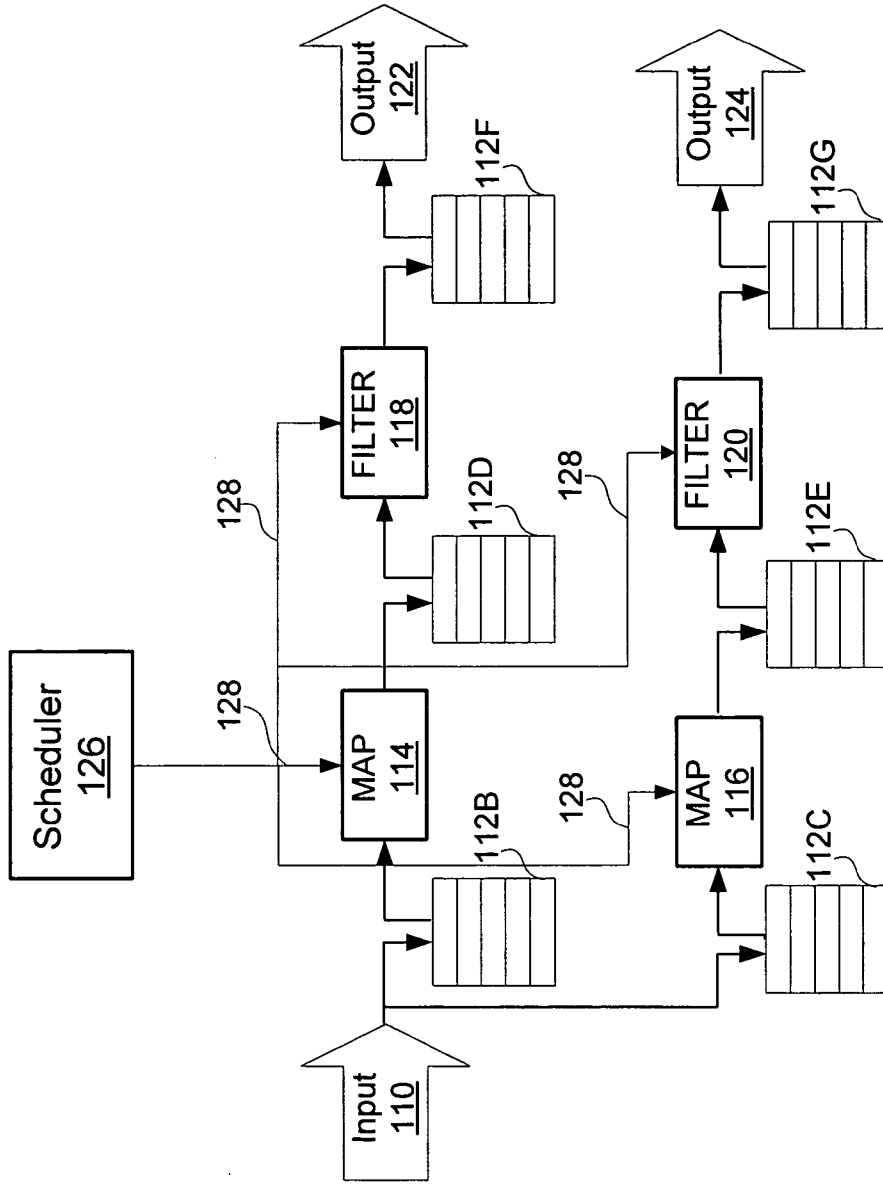 Scheduler
126
128
128
Input
110
112B
MAP
114
112D
FILTER
118
112F
Output
122
128
128
112C
MAP
116
112E
FILTER
120
112G
Output
124